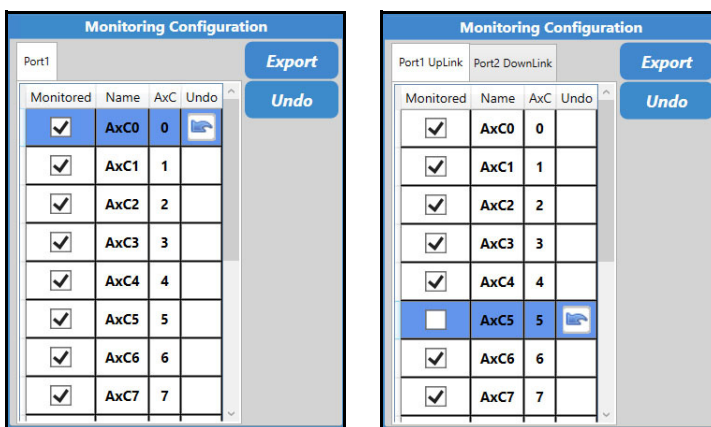 Monitoring Configuration
Port1
Export
Undo
Monitored Name AxC Undo
AxC0 0
AxC1 1
AxC2 2
AxC3 3
AxC4 4
AxC5 5
AxC6 6
AxC7 7
Monitoring Configuration
Port1 UpLink Port2 DownLink
Export
Undo
Monitored Name AxC Undo
AxC0 0
AxC1 1
AxC2 2
AxC3 3
AxC4 4
AxC5 5
AxC6 6
AxC7 7